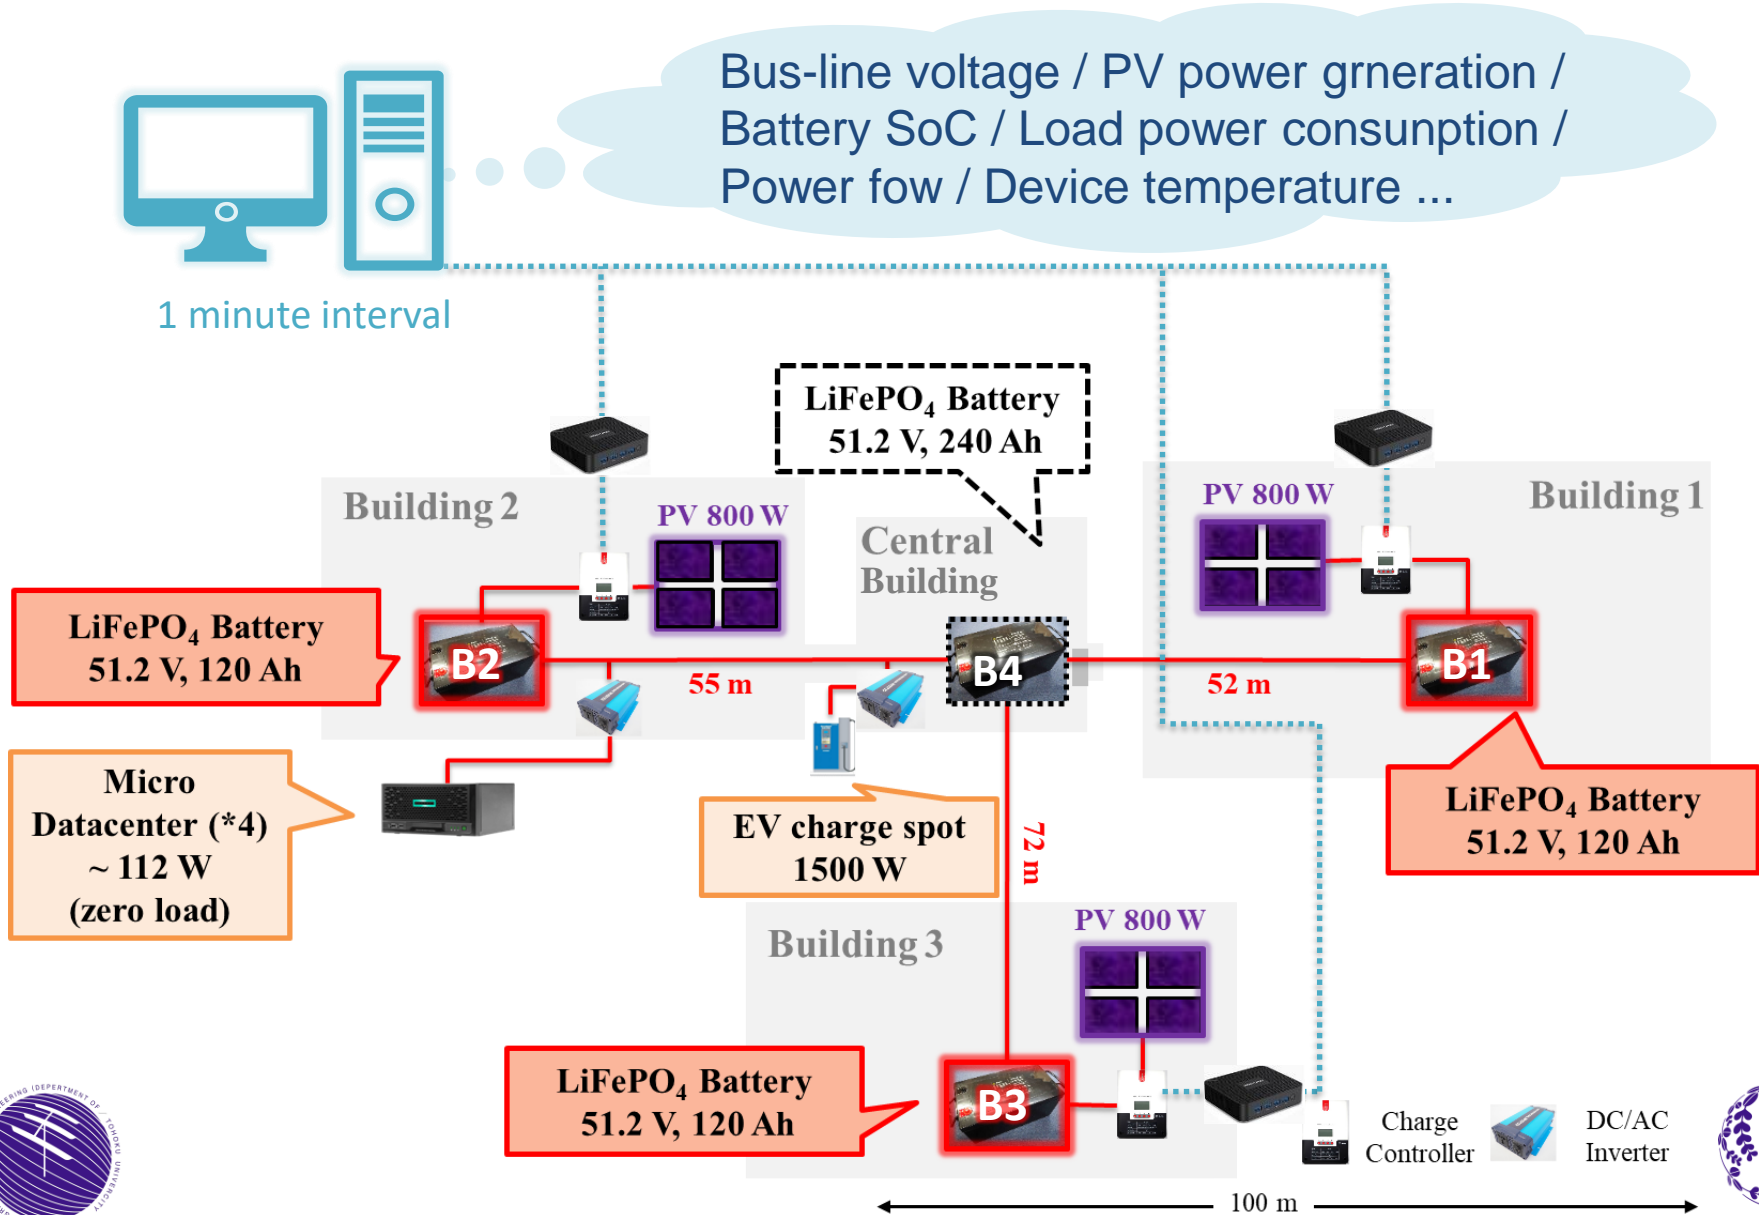 Bus-line voltage / PV power grneration /
Battery SoC / Load power consunption /
Power fow / Device temperature ...
1 minute interval
LiFePO4 Battery
51.2 V, 240 Ah
Building 2
PV 800 W
Central
Building
PV 800 W
Building 1
LiFePO4 Battery
51.2 V, 120 Ah
B2
55 m
B4
52 m
B1
Micro
Datacenter (*4)
~ 112 W
(zero load)
EV charge spot
1500 W
72 m
LiFePO4 Battery
51.2 V, 120 Ah
Building 3
PV 800 W
LiFePO4 Battery
51.2 V, 120 Ah
B3
Charge
Controller
DC/AC
Inverter
100 m
(DEPERTMENT OF
TOHOKU UNIVERCITY